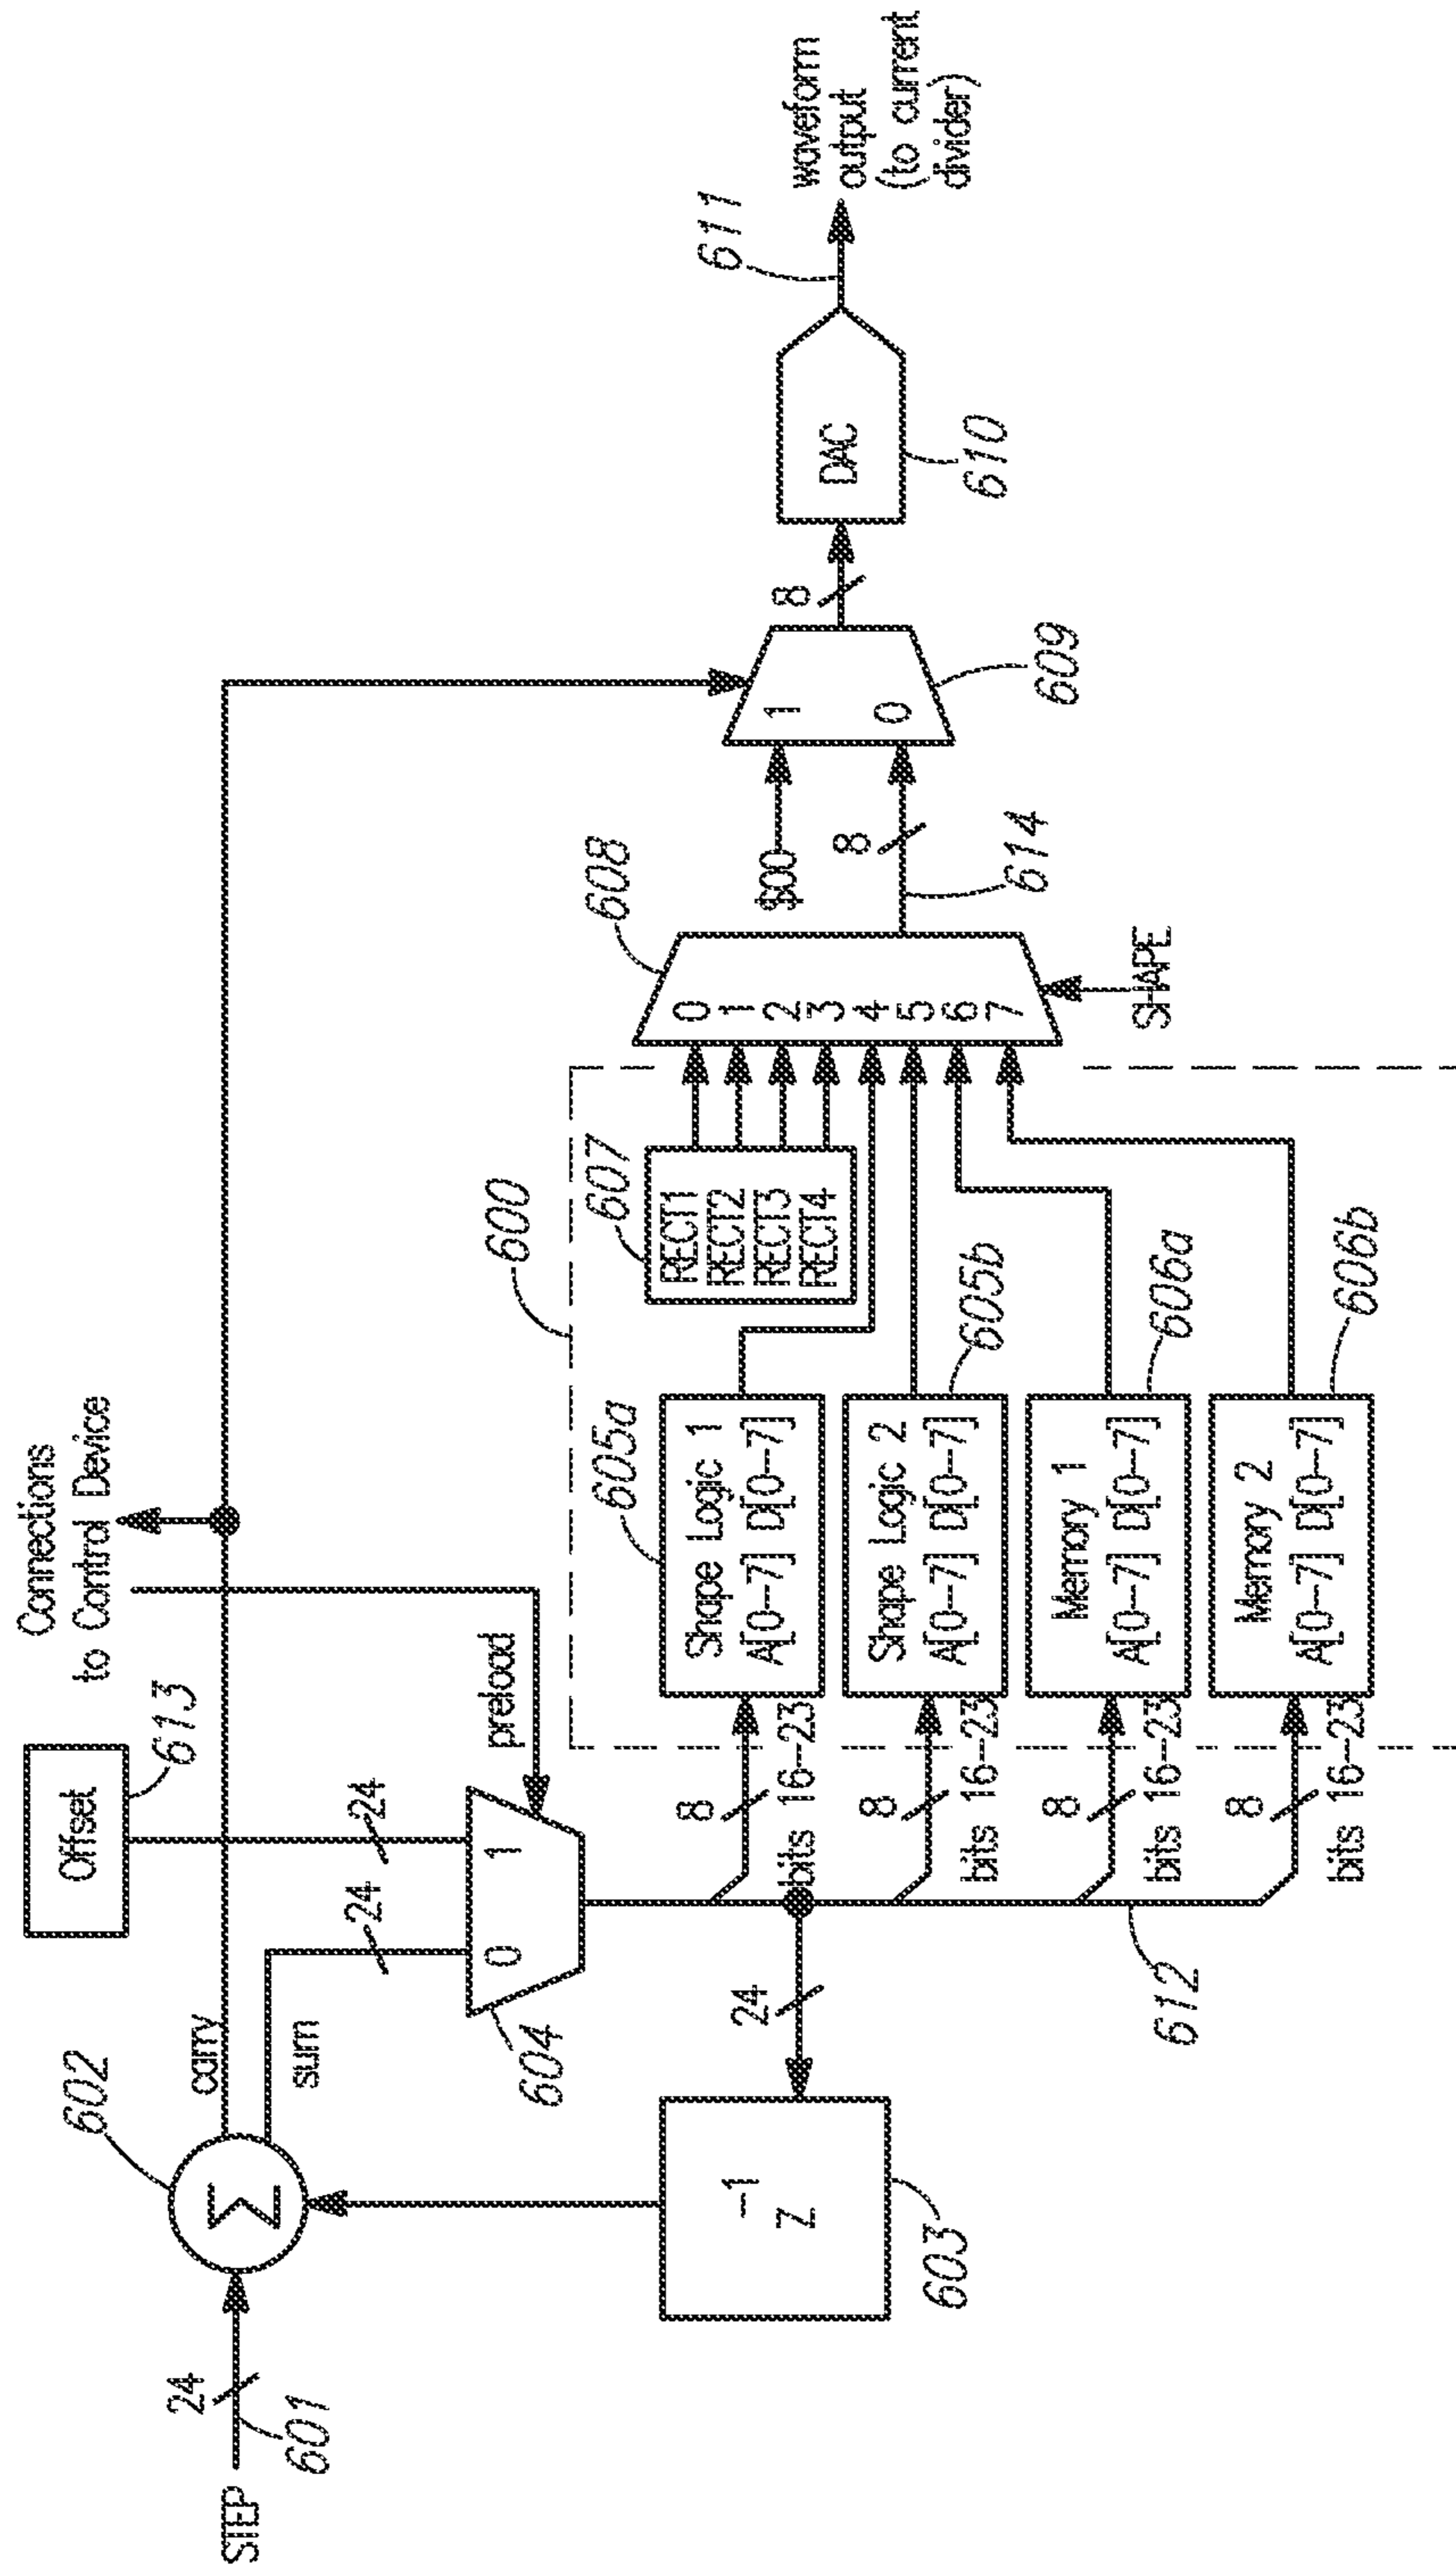 Connections
to Control Device
Offset
613
STEP
24
601
602
Σ
carry
sum
24
24
0
1
604
preload
z
-1
603
24
612
8
bits 16-23
8
bits 16-23
8
bits 16-23
8
bits 16-23
600
605a
Shape Logic 1
A[0-7] D[0-7]
Shape Logic 2
A[0-7] D[0-7]
605b
Memory 1
A[0-7] D[0-7]
606a
Memory 2
A[0-7] D[0-7]
606b
607
RECT1
RECT2
RECT3
RECT4
608
0
1
2
3
4
5
6
7
SHAPE
$00
8
614
1
0
609
8
DAC
610
611
waveform
output
(to current
divider)